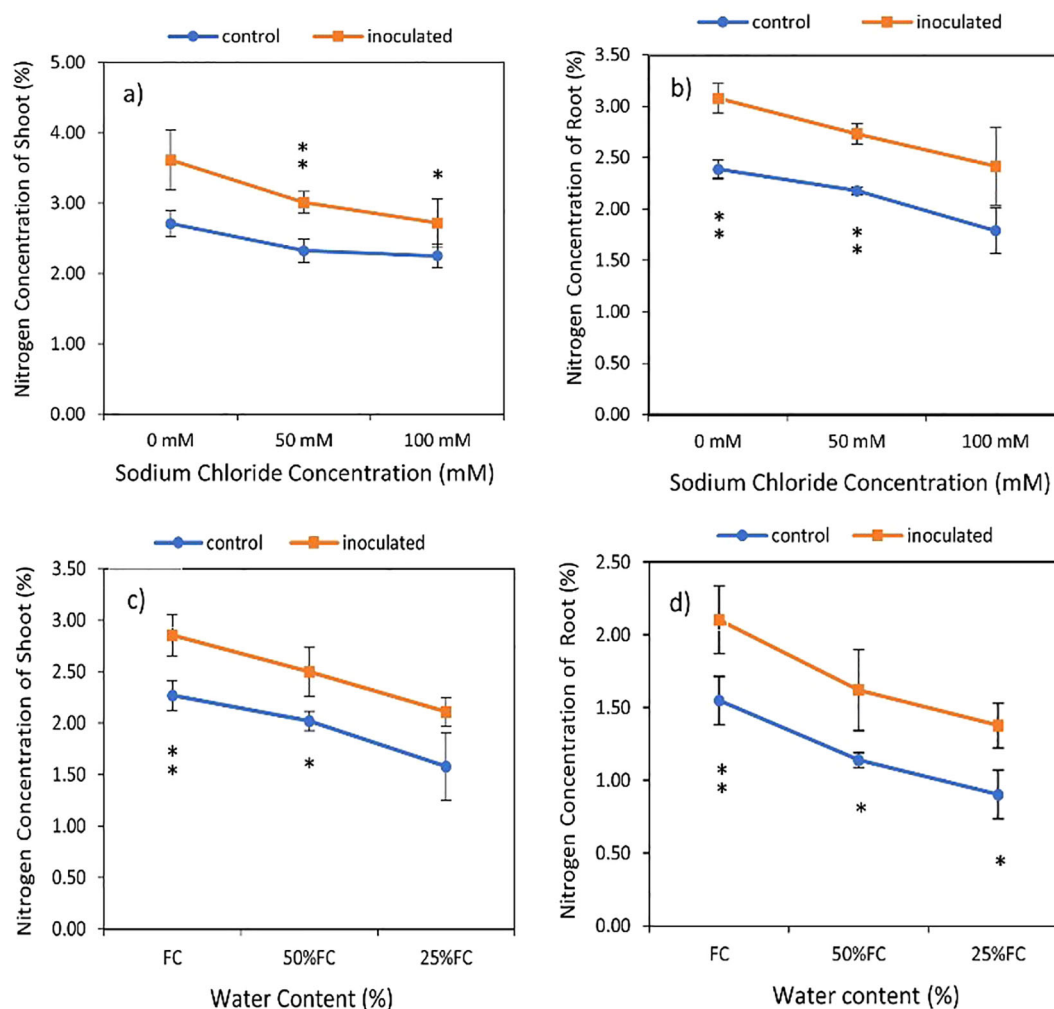 control inoculated
a)
Nitrogen Concentration of Shoot (%)
5.00
4.00
3.00
2.00
1.00
0.00
*
*
*
0 mM 50 mM 100 mM
Sodium Chloride Concentration (mM)
control inoculated
b)
Nitrogen Concentration of Root (%)
3.50
3.00
2.50
2.00
1.50
1.00
0.50
0.00
*
*
*
*
0 mM 50 mM 100 mM
Sodium Chloride Concentration (mM)
control inoculated
c)
Nitrogen Concentration of Shoot (%)
3.50
3.00
2.50
2.00
1.50
1.00
0.50
0.00
*
*
*
FC 50%FC 25%FC
Water Content (%)
control inoculated
d)
Nitrogen Concentration of Root (%)
2.50
2.00
1.50
1.00
0.50
0.00
*
*
*
*
FC 50%FC 25%FC
Water content (%)